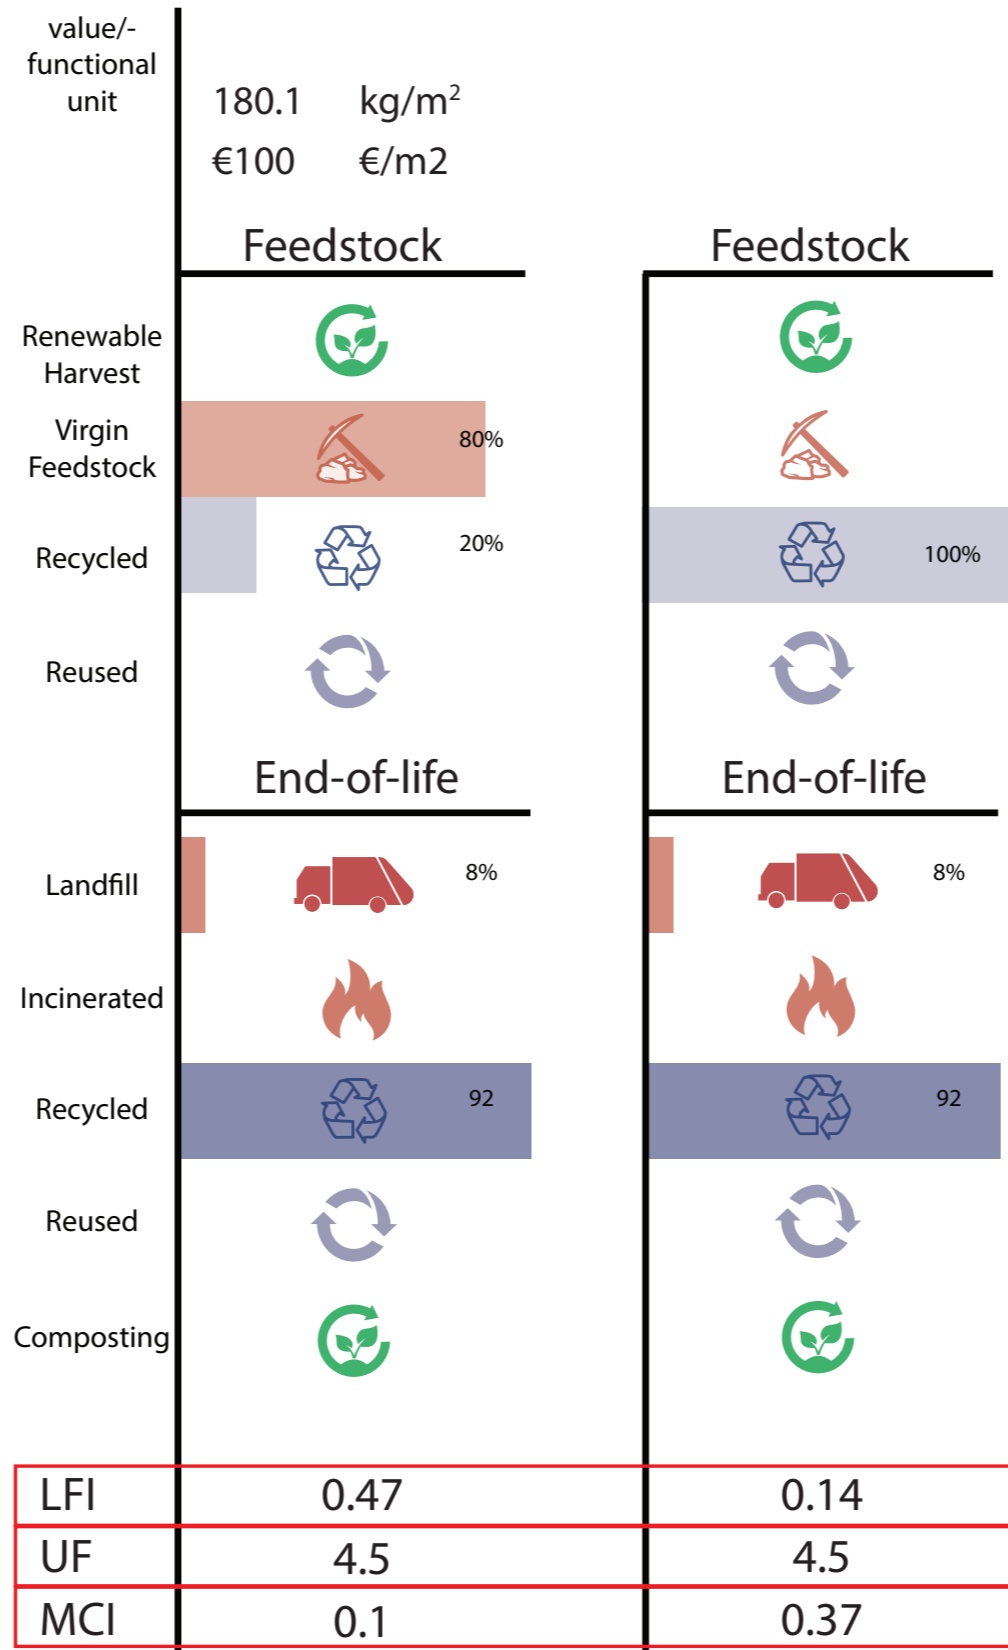 value/-
functional
unit
180.1 kg/m²
€100 €/m2
Feedstock Feedstock
Renewable
Harvest
Virgin
Feedstock
80%
Recycled
20%
100%
Reused
End-of-life End-of-life
Landfill
8%
8%
Incinerated
Recycled
92
92
Reused
Composting
LFI 0.47 0.14
UF 4.5 4.5
MCI 0.1 0.37